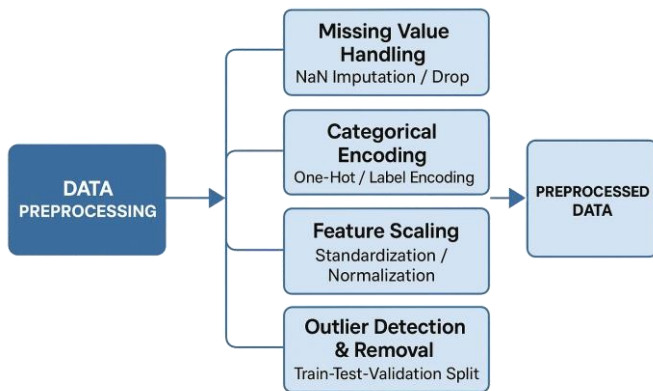 DATA
PREPROCESSING
Missing Value
Handling
NaN Imputation / Drop
Categorical
Encoding
One-Hot / Label Encoding
Feature Scaling
Standardization /
Normalization
Outlier Detection
& Removal
Train-Test-Validation Split
PREPROCESSED
DATA